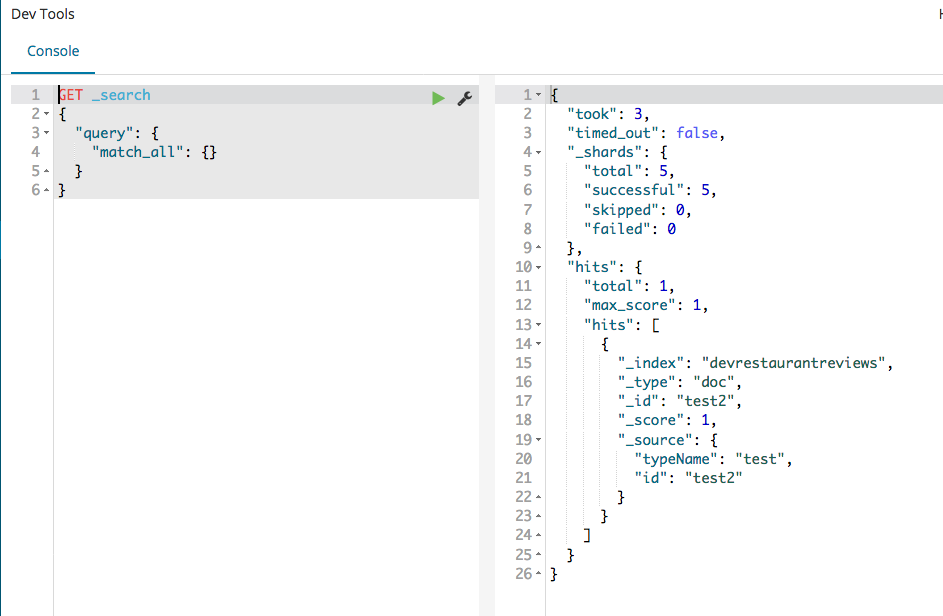 Dev Tools
Console
1 GET _search
2 {
3 "query": {
4 "match_all": {}
5 }
6 }
1 {
2 "took": 3,
3 "timed_out": false,
4 "_shards": {
5 "total": 5,
6 "successful": 5,
7 "skipped": 0,
8 "failed": 0
9 },
10 "hits": {
11 "total": 1,
12 "max_score": 1,
13 "hits": [
14 {
15 "_index": "devrestaurantreviews",
16 "_type": "doc",
17 "_id": "test2",
18 "_score": 1,
19 "_source": {
20 "typeName": "test",
21 "id": "test2"
22 }
23 }
24 ]
25 }
26 }